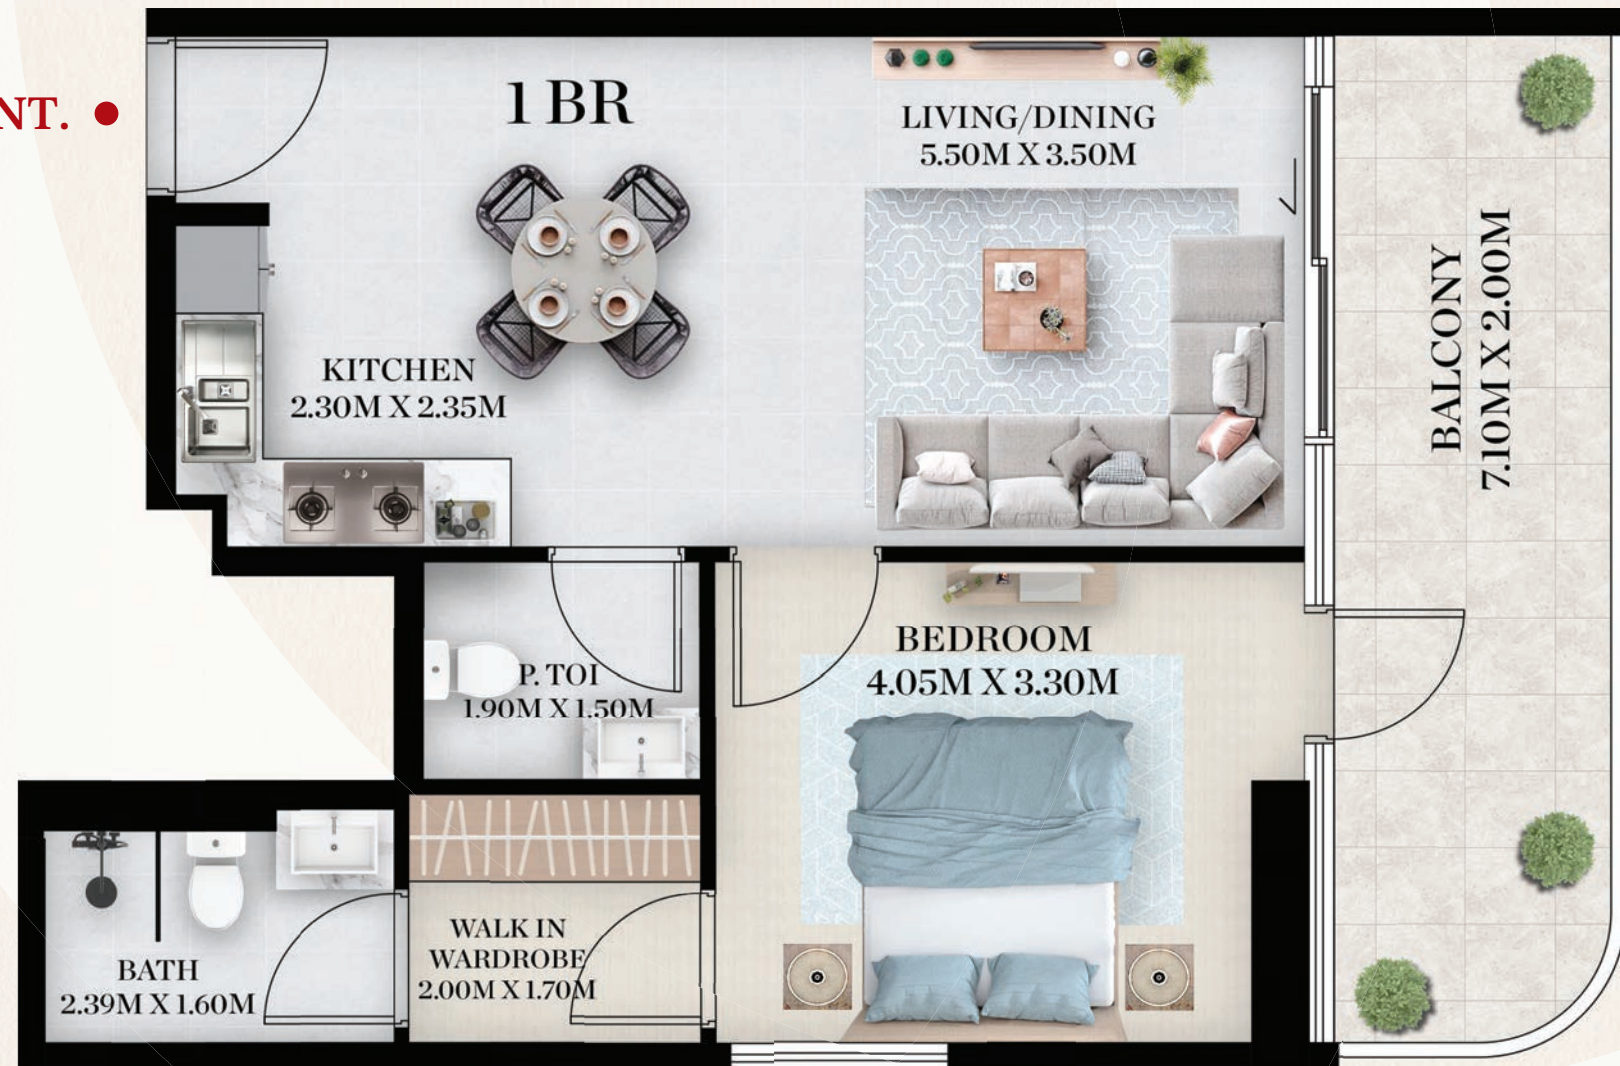 NT. •
1 BR
LIVING/DINING
5.50M X 3.50M
KITCHEN
2.30M X 2.35M
BALCONY
7.10M X 2.00M
P. TOI
1.90M X 1.50M
BEDROOM
4.05M X 3.30M
WALK IN
WARDROBE
2.00M X 1.70M
BATH
2.39M X 1.60M